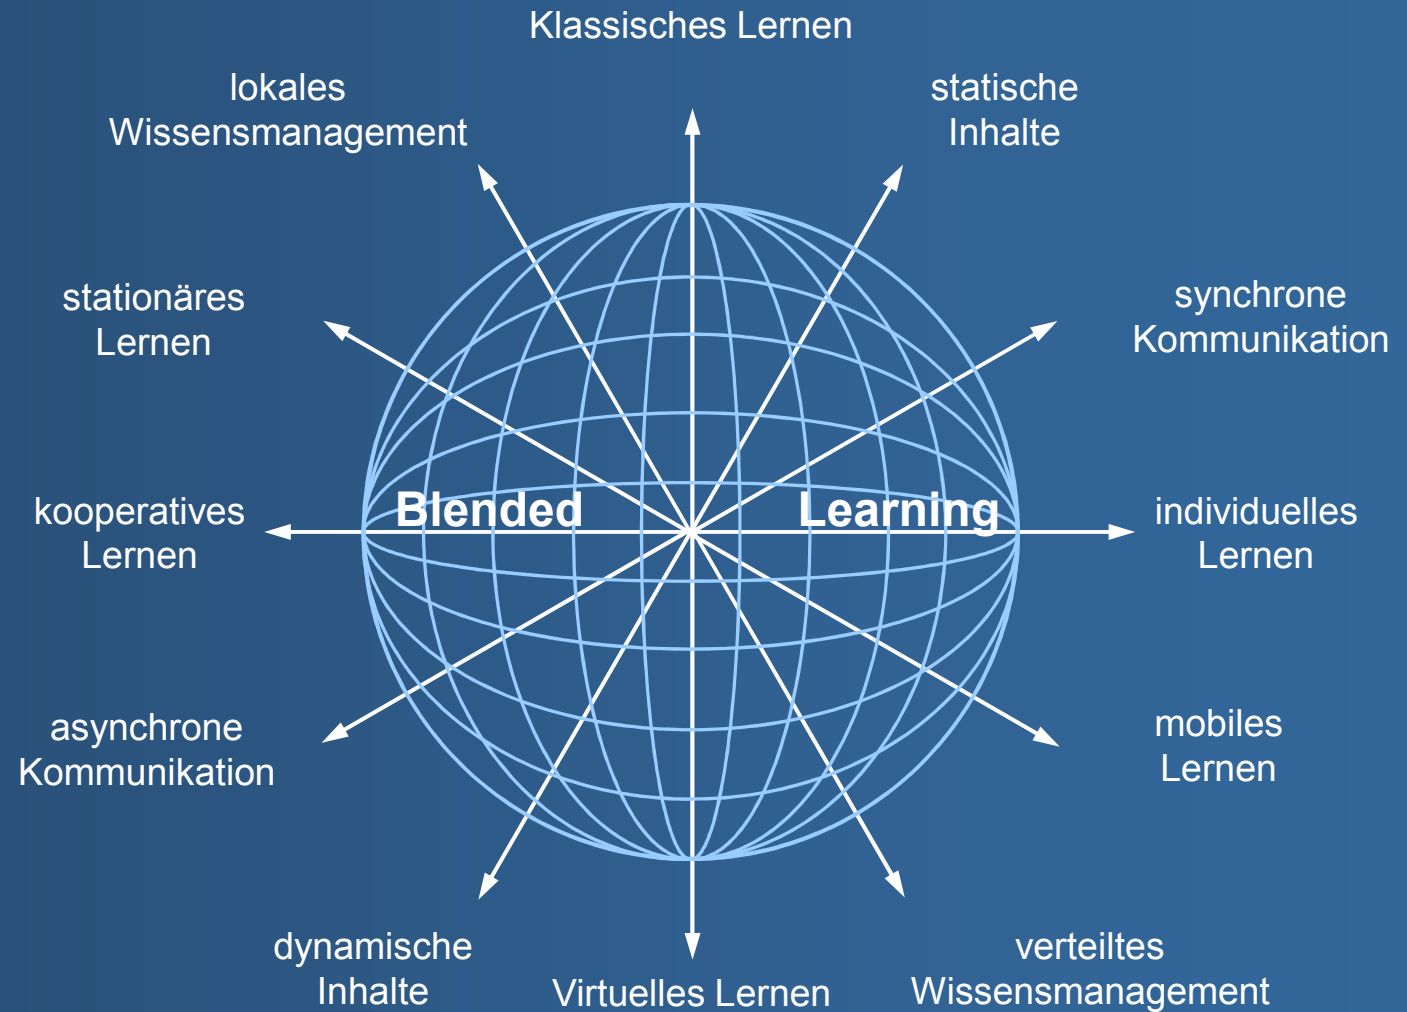 Klassisches Lernen
lokales
Wissensmanagement
statische
Inhalte
stationäres
Lernen
synchrone
Kommunikation
kooperatives
Lernen
Blended Learning
individuelles
Lernen
asynchrone
Kommunikation
mobiles
Lernen
dynamische
Inhalte
Virtuelles Lernen
verteiltes
Wissensmanagement